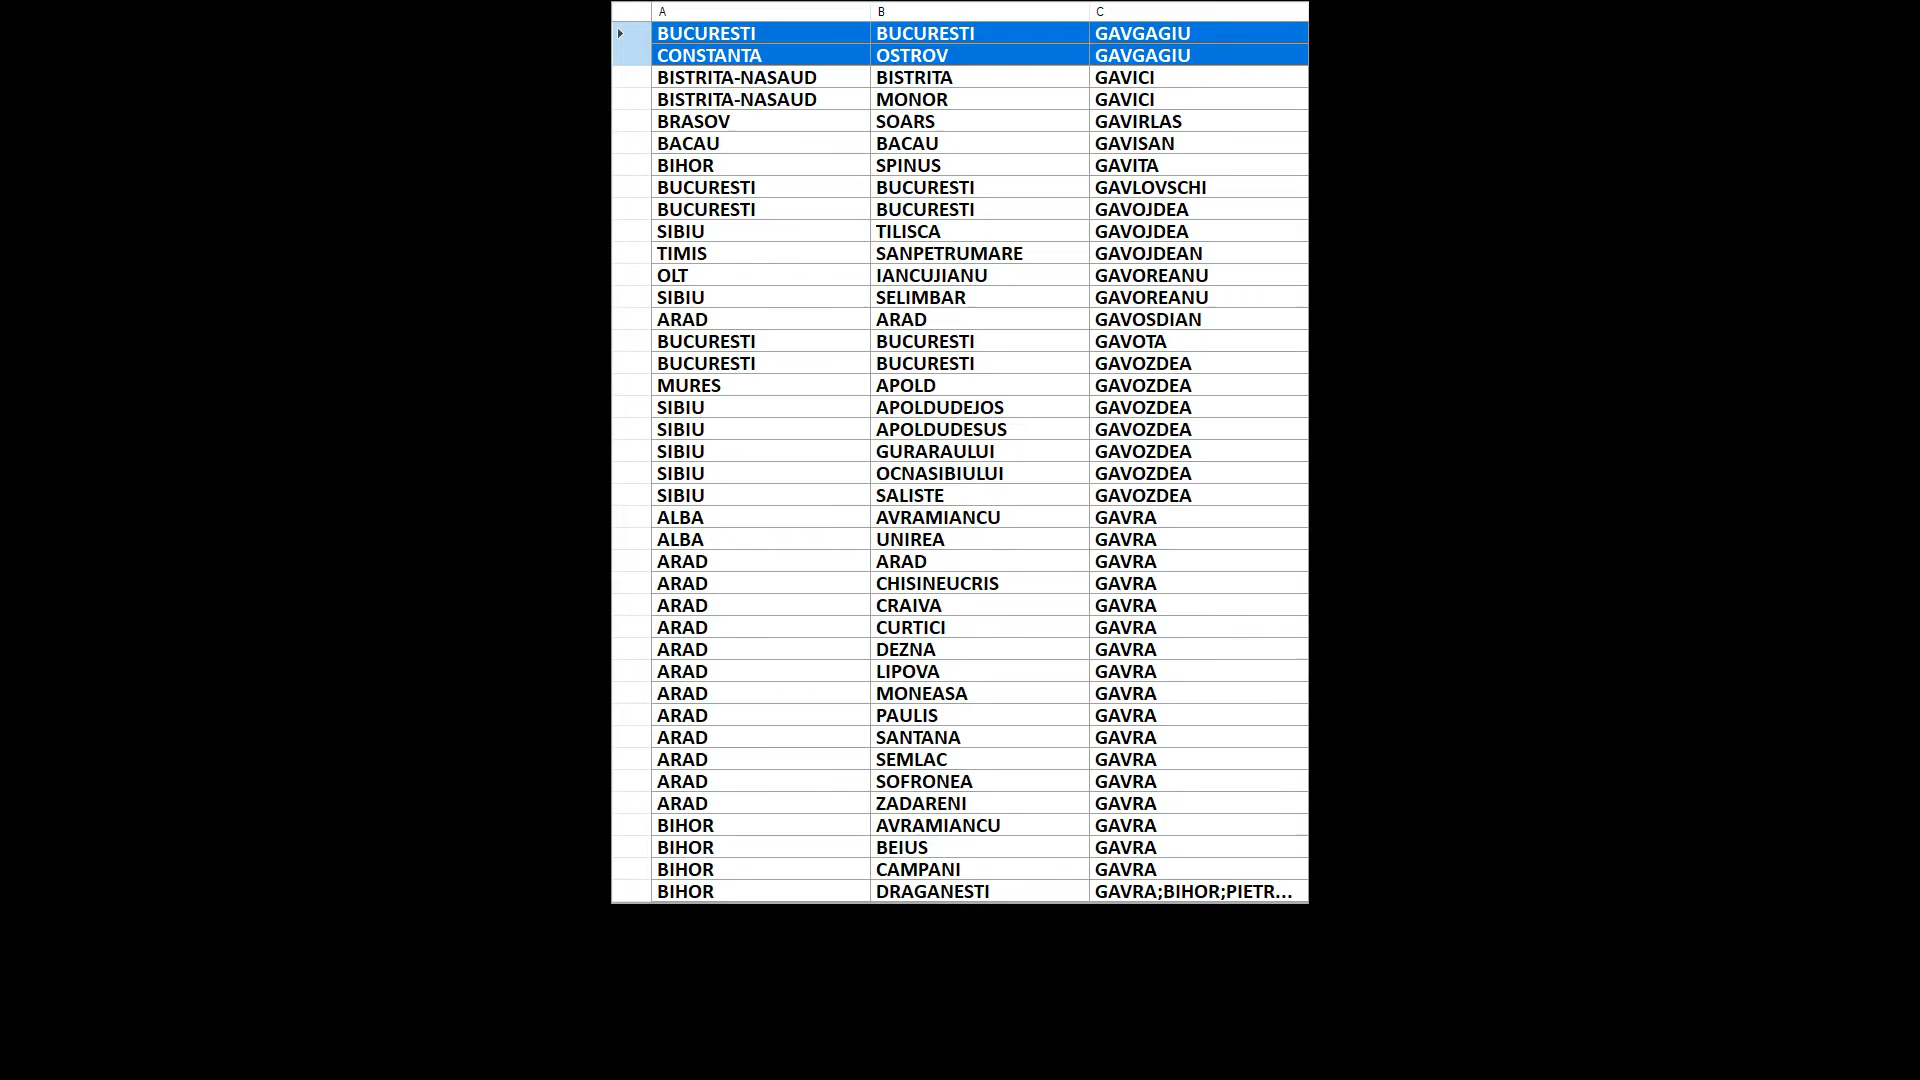 A B C
BUCURESTI BUCURESTI GAVGAGIU
CONSTANTA OSTROV GAVGAGIU
BISTRITA-NASAUD BISTRITA GAVICI
BISTRITA-NASAUD MONOR GAVICI
BRASOV SOARS GAVIRLAS
BACAU BACAU GAVISAN
BIHOR SPINUS GAVITA
BUCURESTI BUCURESTI GAVLOVSCHI
BUCURESTI BUCURESTI GAVOJDEA
SIBIU TILISCA GAVOJDEA
TIMIS SANPETRUMARE GAVOJDEAN
OLT IANCUJIANU GAVOREANU
SIBIU SELIMBAR GAVOREANU
ARAD ARAD GAVOSDIAN
BUCURESTI BUCURESTI GAVOTA
BUCURESTI BUCURESTI GAVOZDEA
MURES APOLD GAVOZDEA
SIBIU APOLDUDEJOS GAVOZDEA
SIBIU APOLDUDESUS GAVOZDEA
SIBIU GURARAULUI GAVOZDEA
SIBIU OCNASIBIULUI GAVOZDEA
SIBIU SALISTE GAVOZDEA
ALBA AVRAMIANCU GAVRA
ALBA UNIREA GAVRA
ARAD ARAD GAVRA
ARAD CHISINEUCRIS GAVRA
ARAD CRAIVA GAVRA
ARAD CURTICI GAVRA
ARAD DEZNA GAVRA
ARAD LIPOVA GAVRA
ARAD MONEASA GAVRA
ARAD PAULIS GAVRA
ARAD SANTANA GAVRA
ARAD SEMLAC GAVRA
ARAD SOFRONEA GAVRA
ARAD ZADARENI GAVRA
BIHOR AVRAMIANCU GAVRA
BIHOR BEIUS GAVRA
BIHOR CAMPANI GAVRA
BIHOR DRAGANESTI GAVRA;BIHOR;PIETR...